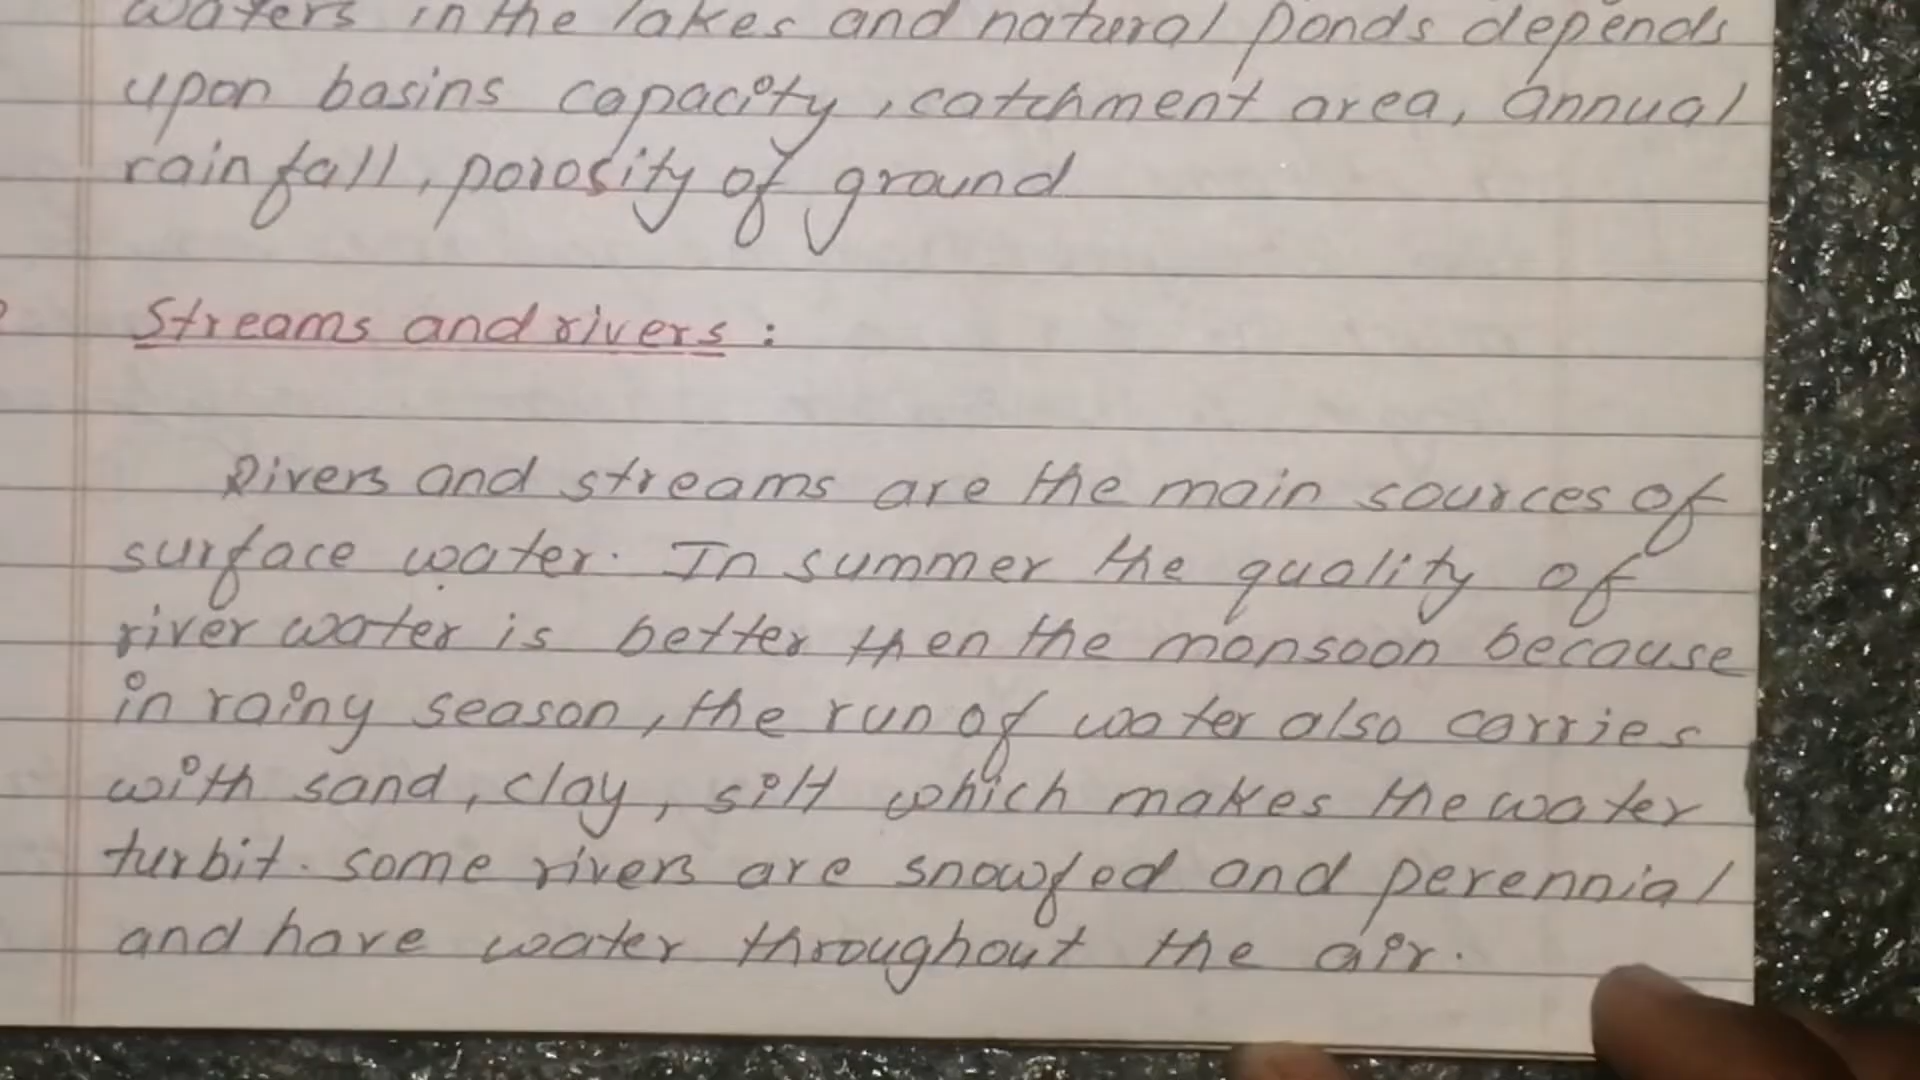 waters in the lakes and natural ponds depends
upon basins capacity, catchment area, annual
rainfall, porosity of ground
Streams and rivers :
Rivers and streams are the main sources of
surface water. In summer the quality of
river water is better then the monsoon because
in rainy season, the run of water also carries
with sand, clay, silt which makes the water
turbit. some rivers are snowfed and perennial
and have water throughout the air.